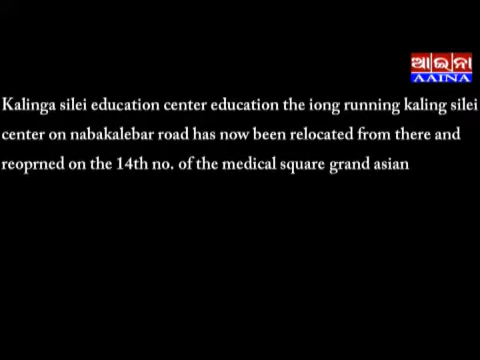 ଆଇନା
AAINA
Kalinga silei education center education the iong running kaling silei
center on nabakalebar road has now been relocated from there and
reoprned on the 14th no. of the medical square grand asian